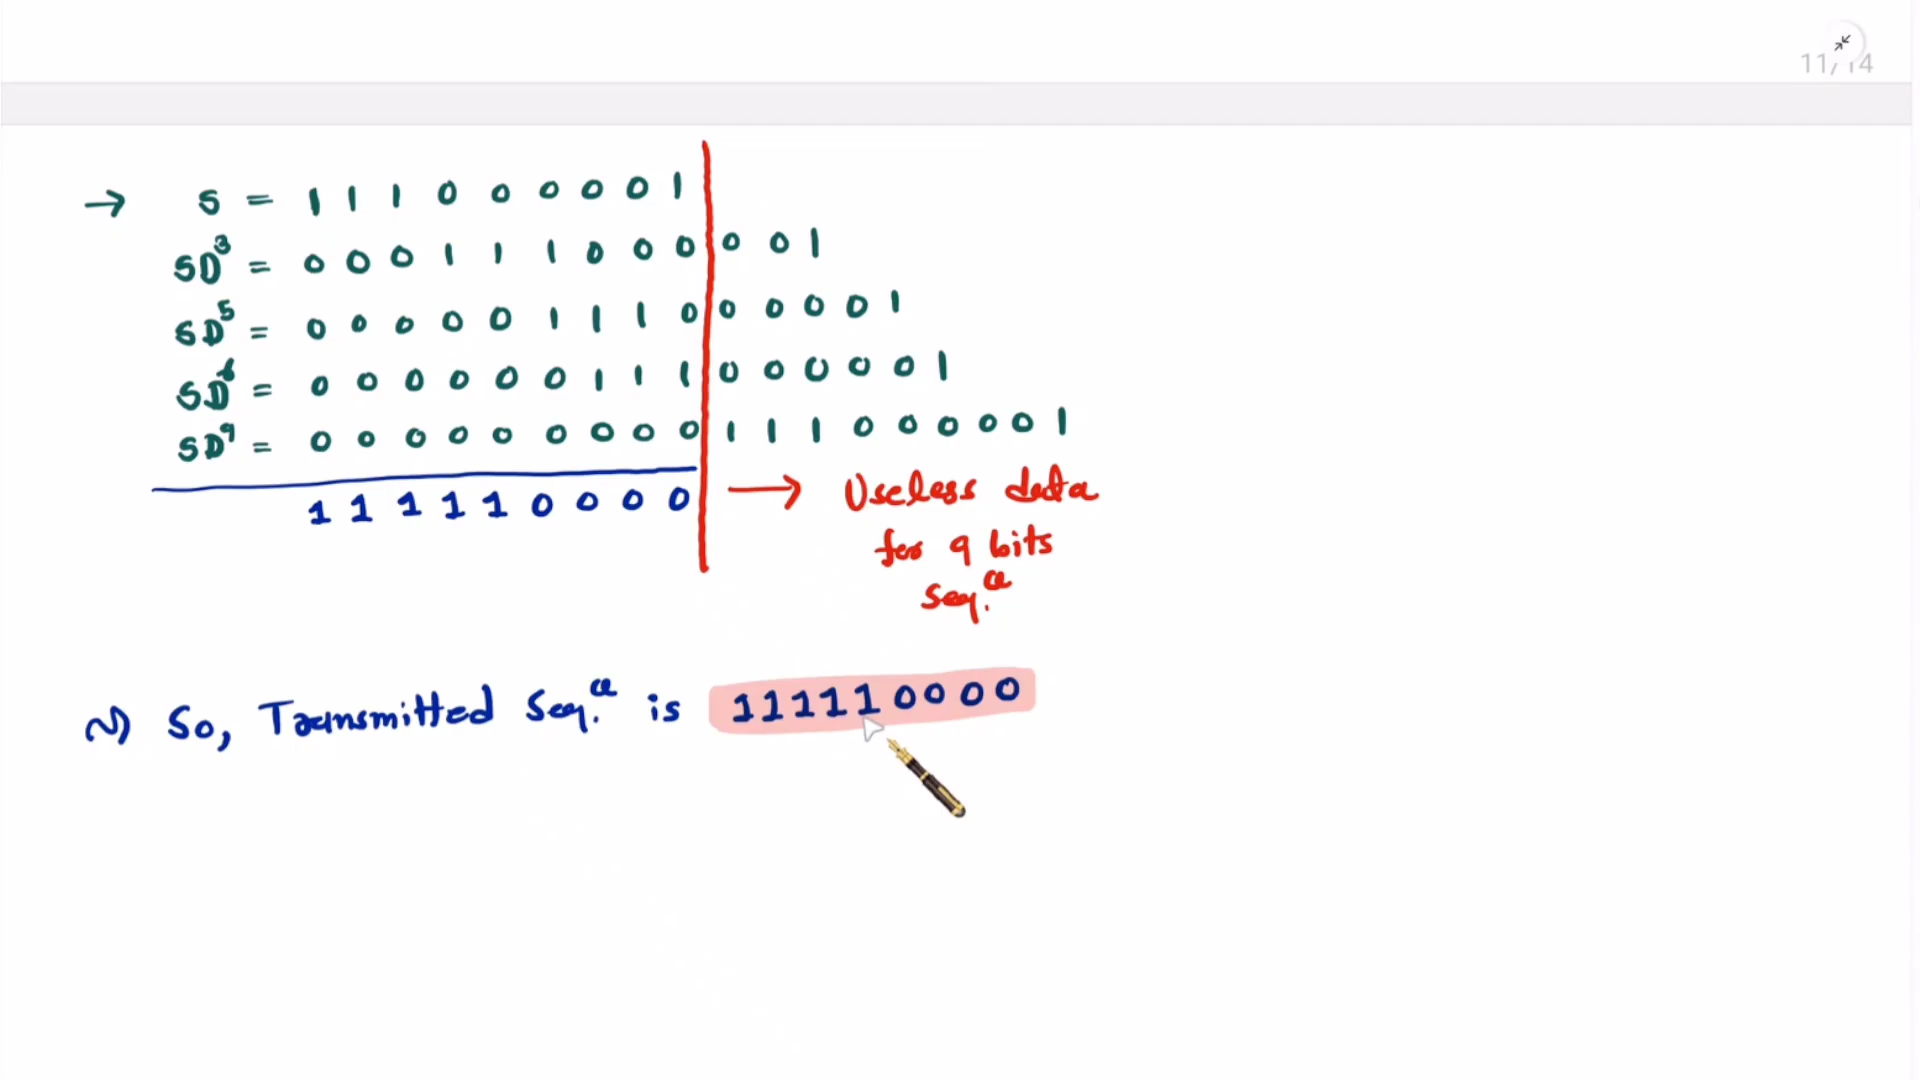 11/14
→ S = 1 1 1 0 0 0 0 0 1
SD³ = 0 0 0 1 1 1 0 0 0 0 0 1
SD⁵ = 0 0 0 0 0 1 1 1 0 0 0 0 0 1
SD⁶ = 0 0 0 0 0 0 1 1 1 0 0 0 0 0 1
SD⁹ = 0 0 0 0 0 0 0 0 0 1 1 1 0 0 0 0 0 1
1 1 1 1 1 0 0 0 0 → Useless data
for 9 bits
Seq.ce
So, Transmitted Seq.ce is 111110000